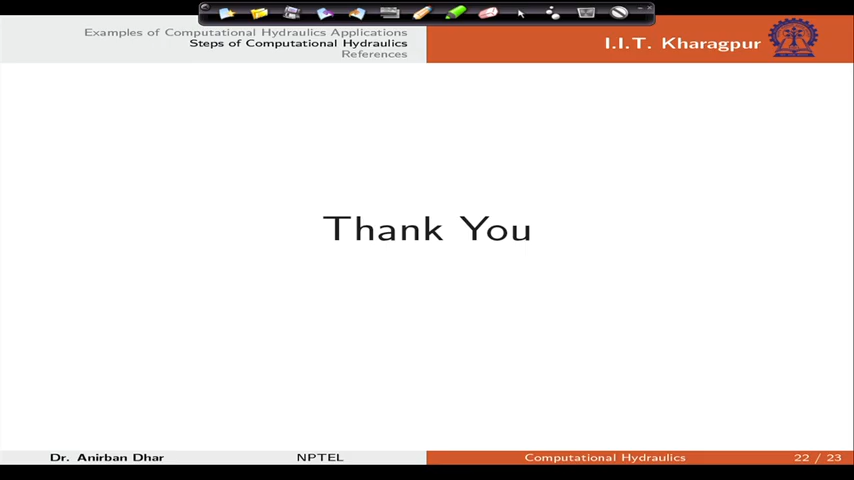 Examples of Computational Hydraulics Applications
Steps of Computational Hydraulics
References
I.I.T. Kharagpur
Thank You
Dr. Anirban Dhar NPTEL Computational Hydraulics 22 / 23